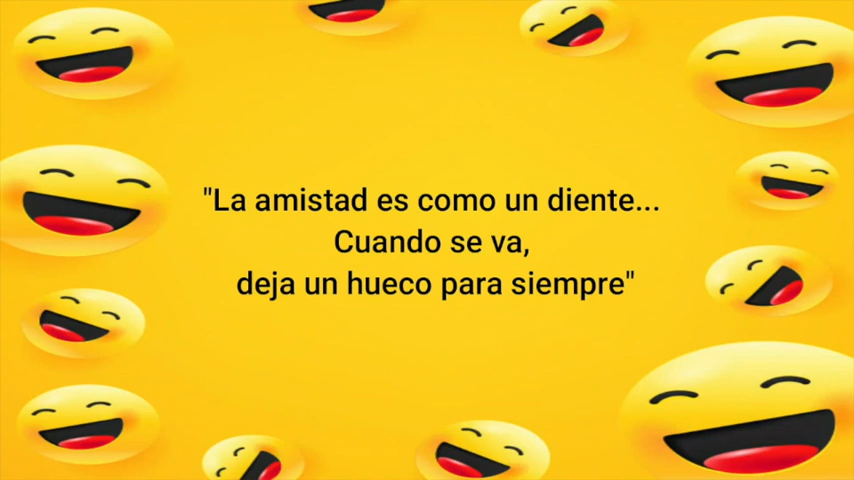 "La amistad es como un diente...
Cuando se va,
deja un hueco para siempre"